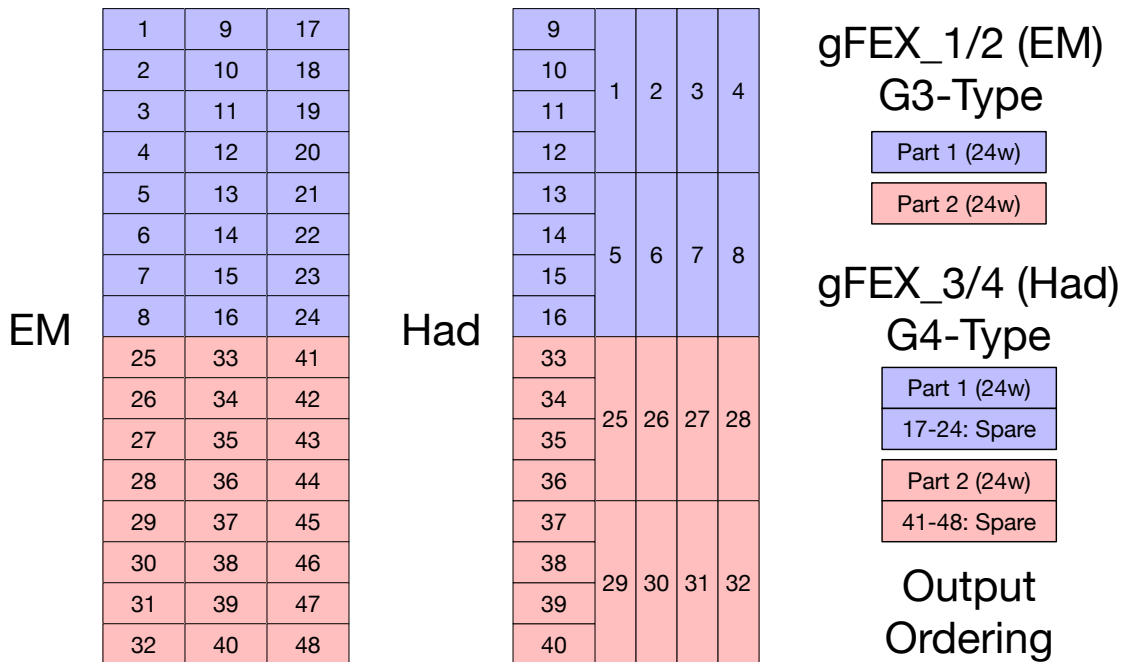 EM
1 9 17
2 10 18
3 11 19
4 12 20
5 13 21
6 14 22
7 15 23
8 16 24
25 33 41
26 34 42
27 35 43
28 36 44
29 37 45
30 38 46
31 39 47
32 40 48
Had
9
10
11
12
1 2 3 4
13
14
15
16
5 6 7 8
33
34
35
36
25 26 27 28
37
38
39
40
29 30 31 32
gFEX_1/2 (EM)
G3-Type
Part 1 (24w)
Part 2 (24w)
gFEX_3/4 (Had)
G4-Type
Part 1 (24w)
17-24: Spare
Part 2 (24w)
41-48: Spare
Output
Ordering